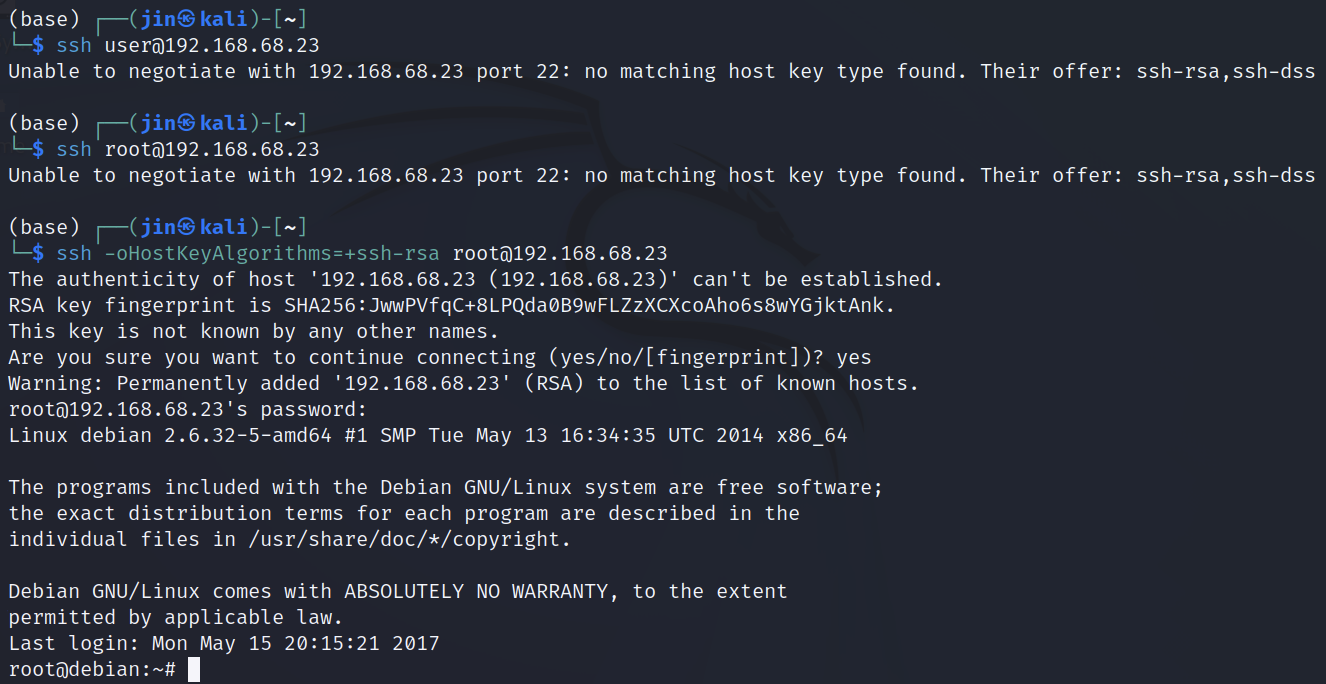 (base) ┌──(jin㉿kali)-[~]
└─$ ssh user@192.168.68.23
Unable to negotiate with 192.168.68.23 port 22: no matching host key type found. Their offer: ssh-rsa,ssh-dss
(base) ┌──(jin㉿kali)-[~]
└─$ ssh root@192.168.68.23
Unable to negotiate with 192.168.68.23 port 22: no matching host key type found. Their offer: ssh-rsa,ssh-dss
(base) ┌──(jin㉿kali)-[~]
└─$ ssh -oHostKeyAlgorithms=+ssh-rsa root@192.168.68.23
The authenticity of host '192.168.68.23 (192.168.68.23)' can't be established.
RSA key fingerprint is SHA256:JwwPVfqC+8LPQda0B9wFLZzXCXcoAho6s8wYGjktAnk.
This key is not known by any other names.
Are you sure you want to continue connecting (yes/no/[fingerprint])? yes
Warning: Permanently added '192.168.68.23' (RSA) to the list of known hosts.
root@192.168.68.23's password:
Linux debian 2.6.32-5-amd64 #1 SMP Tue May 13 16:34:35 UTC 2014 x86_64
The programs included with the Debian GNU/Linux system are free software;
the exact distribution terms for each program are described in the
individual files in /usr/share/doc/*/copyright.
Debian GNU/Linux comes with ABSOLUTELY NO WARRANTY, to the extent
permitted by applicable law.
Last login: Mon May 15 20:15:21 2017
root@debian:~#